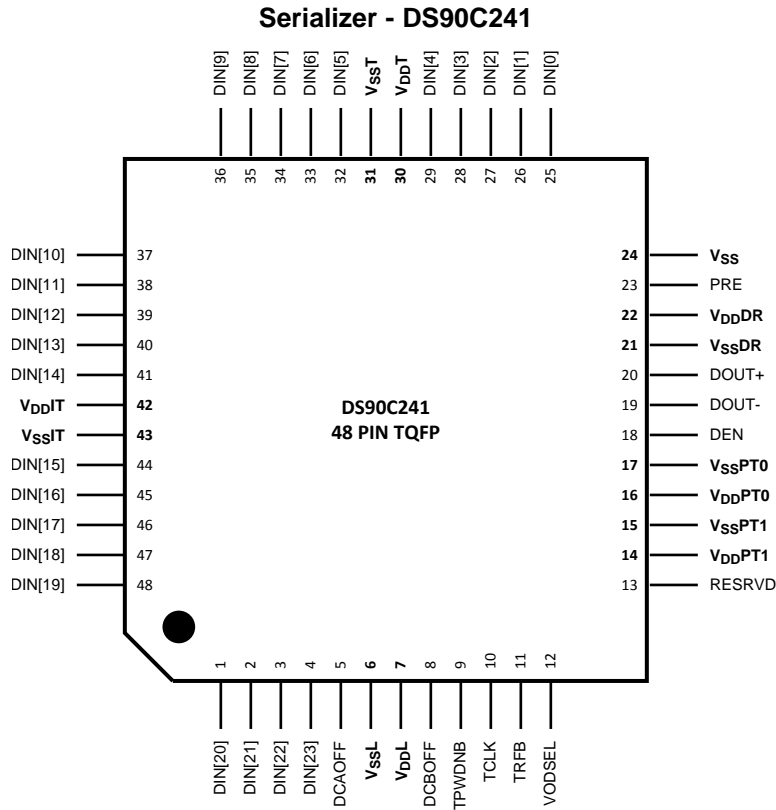 Serializer - DS90C241
DIN[9]
DIN[8]
DIN[7]
DIN[6]
DIN[5]
VSST
VDDT
DIN[4]
DIN[3]
DIN[2]
DIN[1]
DIN[0]
36
35
34
33
32
31
30
29
28
27
26
25
DIN[10] 37
DIN[11] 38
DIN[12] 39
DIN[13] 40
DIN[14] 41
VDDIT 42
VSSIT 43
DIN[15] 44
DIN[16] 45
DIN[17] 46
DIN[18] 47
DIN[19] 48
DS90C241
48 PIN TQFP
24 VSS
23 PRE
22 VDDDR
21 VSSDR
20 DOUT+
19 DOUT-
18 DEN
17 VSSPT0
16 VDDPT0
15 VSSPT1
14 VDDPT1
13 RESRVD
1
2
3
4
5
6
7
8
9
10
11
12
DIN[20]
DIN[21]
DIN[22]
DIN[23]
DCAOFF
VSSL
VDDL
DCBOFF
TPWDNB
TCLK
TRFB
VODSEL